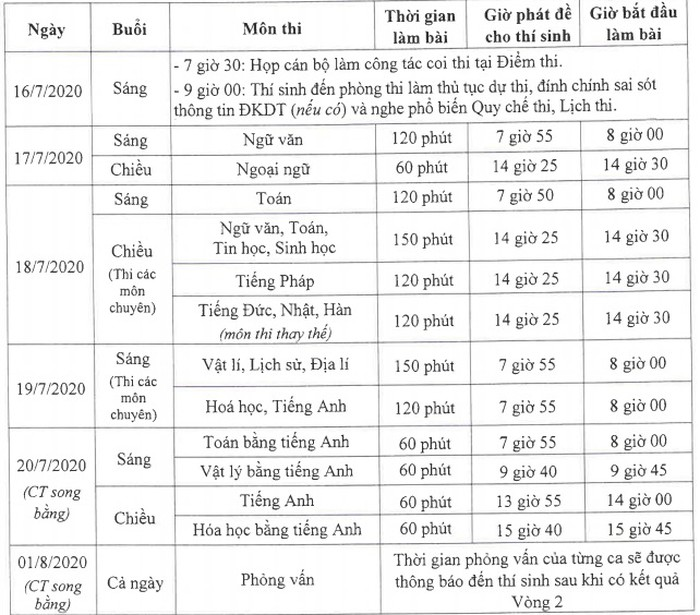 Ngày Buổi Môn thi Thời gian làm bài Giờ phát đề cho thí sinh Giờ bắt đầu làm bài
16/7/2020 Sáng
- 7 giờ 30: Họp cán bộ làm công tác coi thi tại Điểm thi.
- 9 giờ 00: Thí sinh đến phòng thi làm thủ tục dự thi, đính chính sai sót
thông tin ĐKDT (nếu có) và nghe phổ biến Quy chế thi, Lịch thi.
17/7/2020 Sáng Ngữ văn 120 phút 7 giờ 55 8 giờ 00
Chiều Ngoại ngữ 60 phút 14 giờ 25 14 giờ 30
18/7/2020 Sáng Toán 120 phút 7 giờ 50 8 giờ 00
Chiều
(Thi các
môn
chuyên)
Ngữ văn, Toán,
Tin học, Sinh học
150 phút 14 giờ 25 14 giờ 30
Tiếng Pháp 120 phút 14 giờ 25 14 giờ 30
Tiếng Đức, Nhật, Hàn
(môn thi thay thế)
120 phút 14 giờ 25 14 giờ 30
19/7/2020
Sáng
(Thi các
môn
chuyên)
Vật lí, Lịch sử, Địa lí 150 phút 7 giờ 55 8 giờ 00
Hoá học, Tiếng Anh 120 phút 7 giờ 55 8 giờ 00
20/7/2020
(CT song
bằng)
Sáng Toán bằng tiếng Anh 60 phút 7 giờ 55 8 giờ 00
Vật lý bằng tiếng Anh 60 phút 9 giờ 40 9 giờ 45
Chiều Tiếng Anh 60 phút 13 giờ 55 14 giờ 00
Hóa học bằng tiếng Anh 60 phút 15 giờ 40 15 giờ 45
01/8/2020
(CT song
bằng)
Cả ngày Phỏng vấn
Thời gian phỏng vấn của từng ca sẽ được
thông báo đến thí sinh sau khi có kết quả
Vòng 2